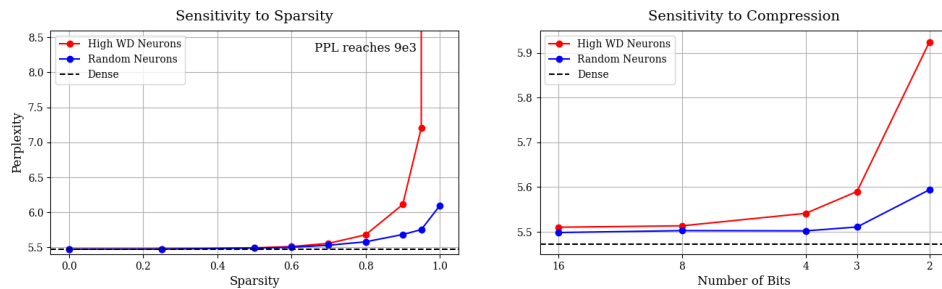 Sensitivity to Sparsity
Perplexity
8.5
8.0
7.5
7.0
6.5
6.0
5.5
High WD Neurons
Random Neurons
Dense
PPL reaches 9e3
0.0 0.2 0.4 0.6 0.8 1.0
Sparsity
Sensitivity to Compression
5.9
5.8
5.7
5.6
5.5
High WD Neurons
Random Neurons
Dense
16 8 4 3 2
Number of Bits